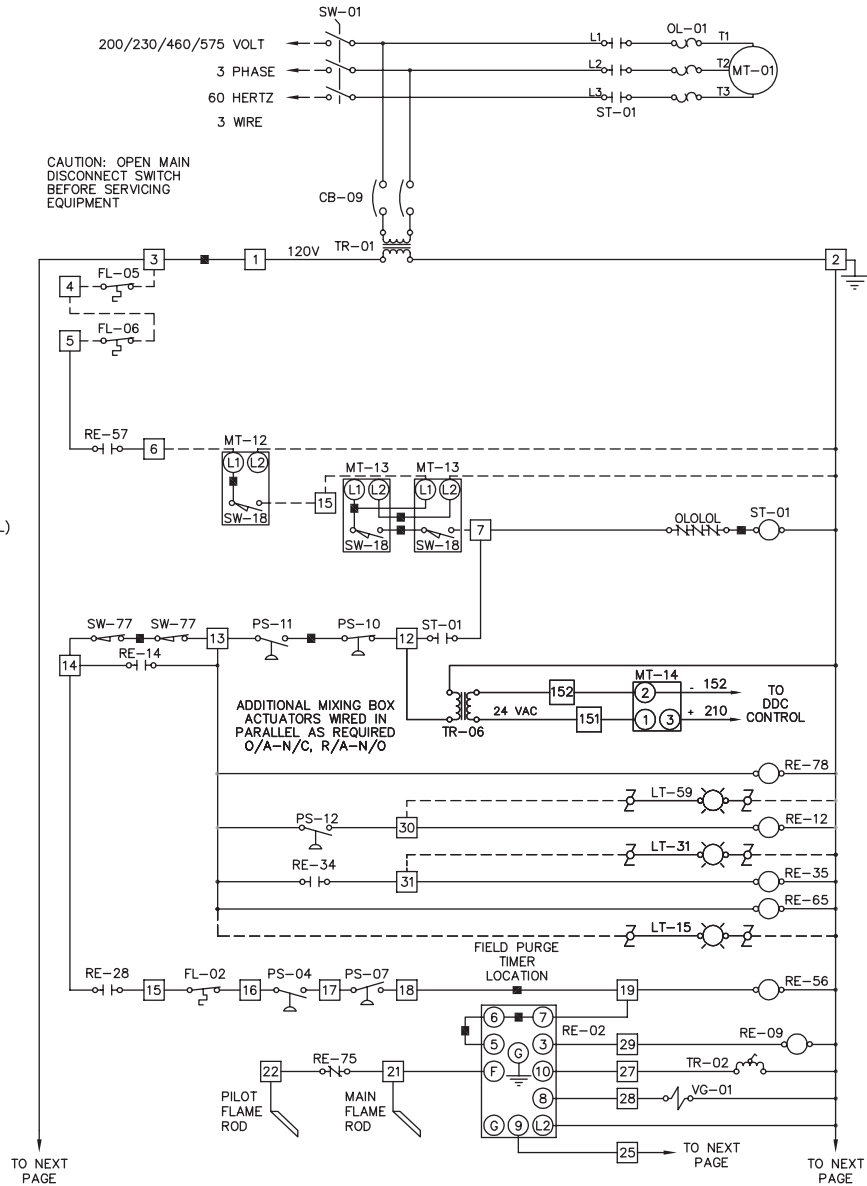 SW-01
200/230/460/575 VOLT
3 PHASE
60 HERTZ
3 WIRE
L1
OL-01
T1
L2
T2
MT-01
L3
T3
ST-01
CAUTION: OPEN MAIN
DISCONNECT SWITCH
BEFORE SERVICING
EQUIPMENT
CB-09
TR-01
3
1
120V
2
4
FL-05
5
FL-06
RE-57
6
MT-12
L1 L2
SW-18
15
MT-13
MT-13
L1 L2
L1 L2
SW-18
SW-18
7
L)
OLOLOL
ST-01
SW-77
SW-77
13
PS-11
PS-10
12
ST-01
14
RE-14
ADDITIONAL MIXING BOX
ACTUATORS WIRED IN
PARALLEL AS REQUIRED
O/A-N/C, R/A-N/O
TR-06
24 VAC
152
151
MT-14
2
1 3
- 152
+ 210
TO
DDC
CONTROL
RE-78
LT-59
PS-12
30
RE-12
LT-31
RE-34
31
RE-35
RE-65
LT-15
FIELD PURGE
TIMER
LOCATION
RE-28
15
FL-02
16
PS-04
17
PS-07
18
19
RE-56
6 7
RE-02
5 3
29
RE-09
G
22
RE-75
21
F 10
27
TR-02
8
28
VG-01
PILOT
FLAME
ROD
MAIN
FLAME
ROD
G 9 L2
25
TO NEXT
PAGE
TO NEXT
PAGE
TO NEXT
PAGE